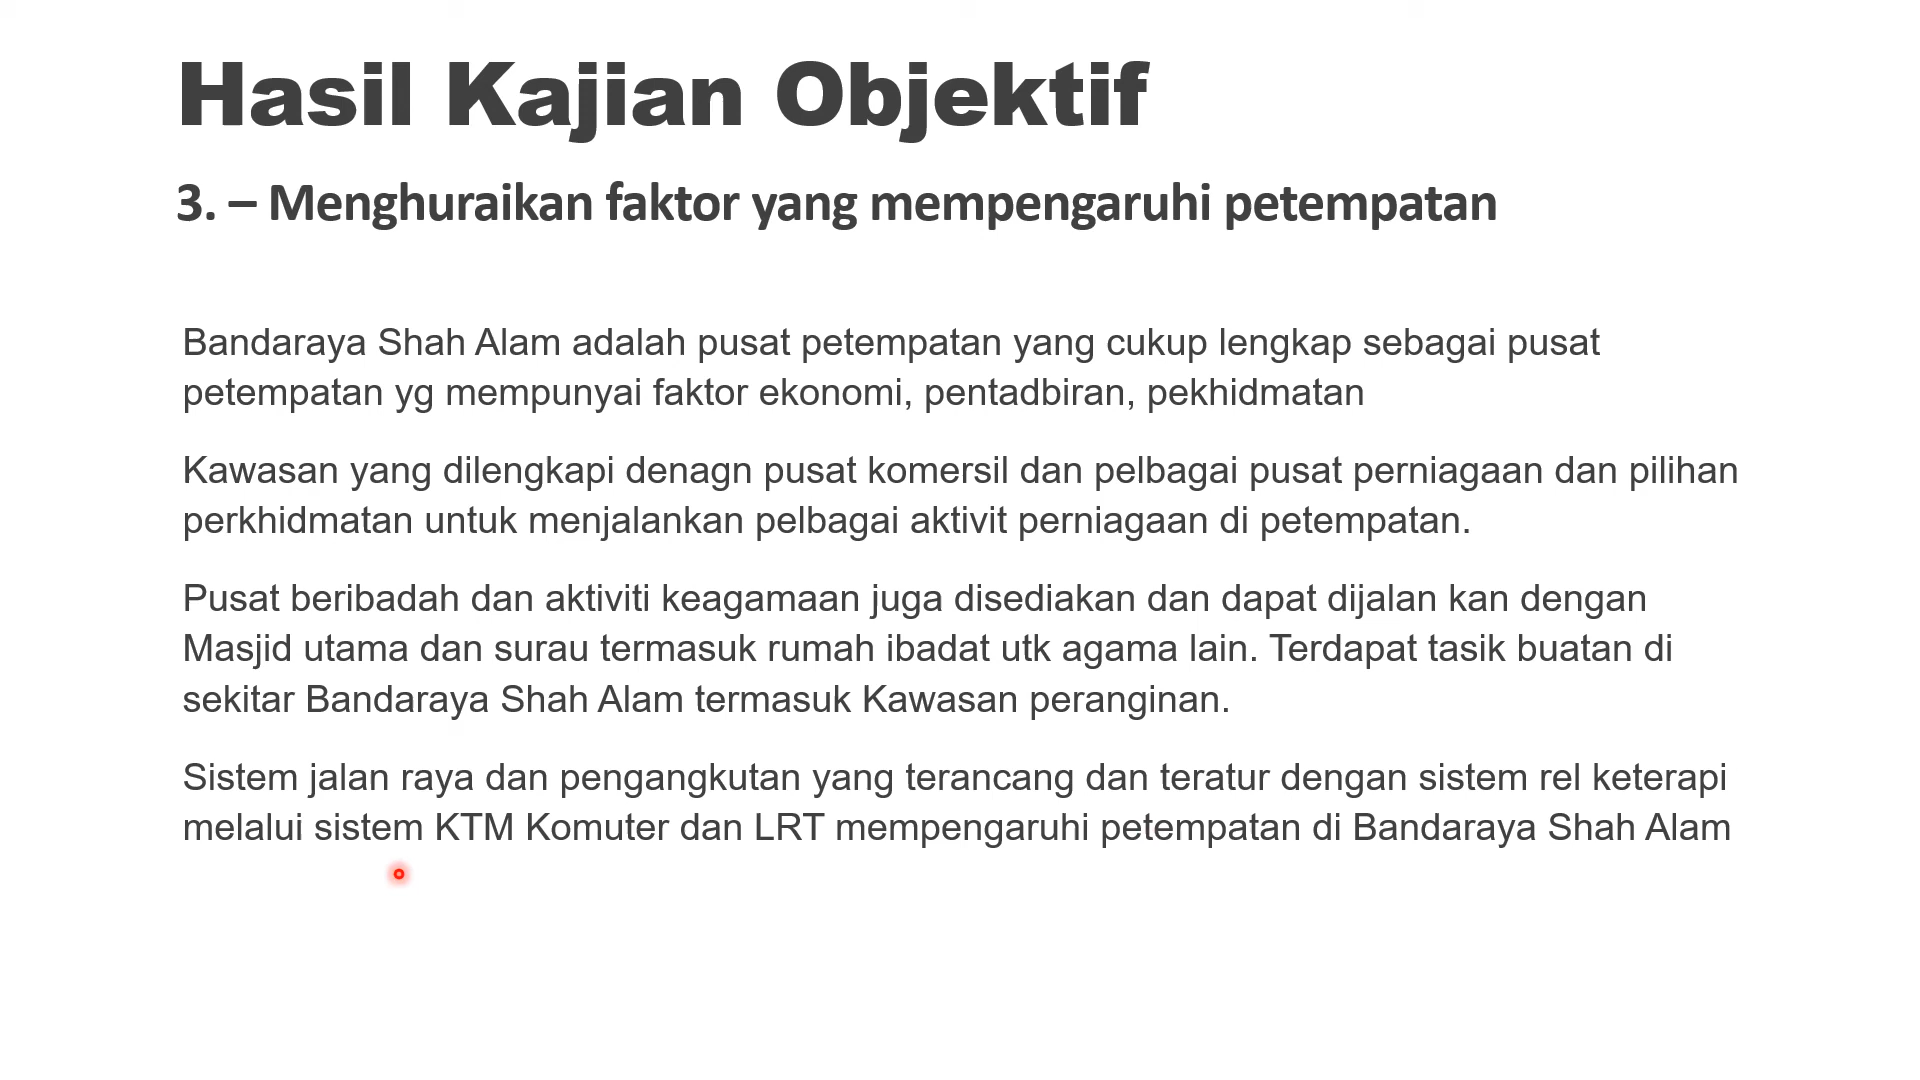 Hasil Kajian Objektif
3. – Menghuraikan faktor yang mempengaruhi petempatan
Bandaraya Shah Alam adalah pusat petempatan yang cukup lengkap sebagai pusat
petempatan yg mempunyai faktor ekonomi, pentadbiran, pekhidmatan
Kawasan yang dilengkapi denagn pusat komersil dan pelbagai pusat perniagaan dan pilihan
perkhidmatan untuk menjalankan pelbagai aktivit perniagaan di petempatan.
Pusat beribadah dan aktiviti keagamaan juga disediakan dan dapat dijalan kan dengan
Masjid utama dan surau termasuk rumah ibadat utk agama lain. Terdapat tasik buatan di
sekitar Bandaraya Shah Alam termasuk Kawasan peranginan.
Sistem jalan raya dan pengangkutan yang terancang dan teratur dengan sistem rel keterapi
melalui sistem KTM Komuter dan LRT mempengaruhi petempatan di Bandaraya Shah Alam